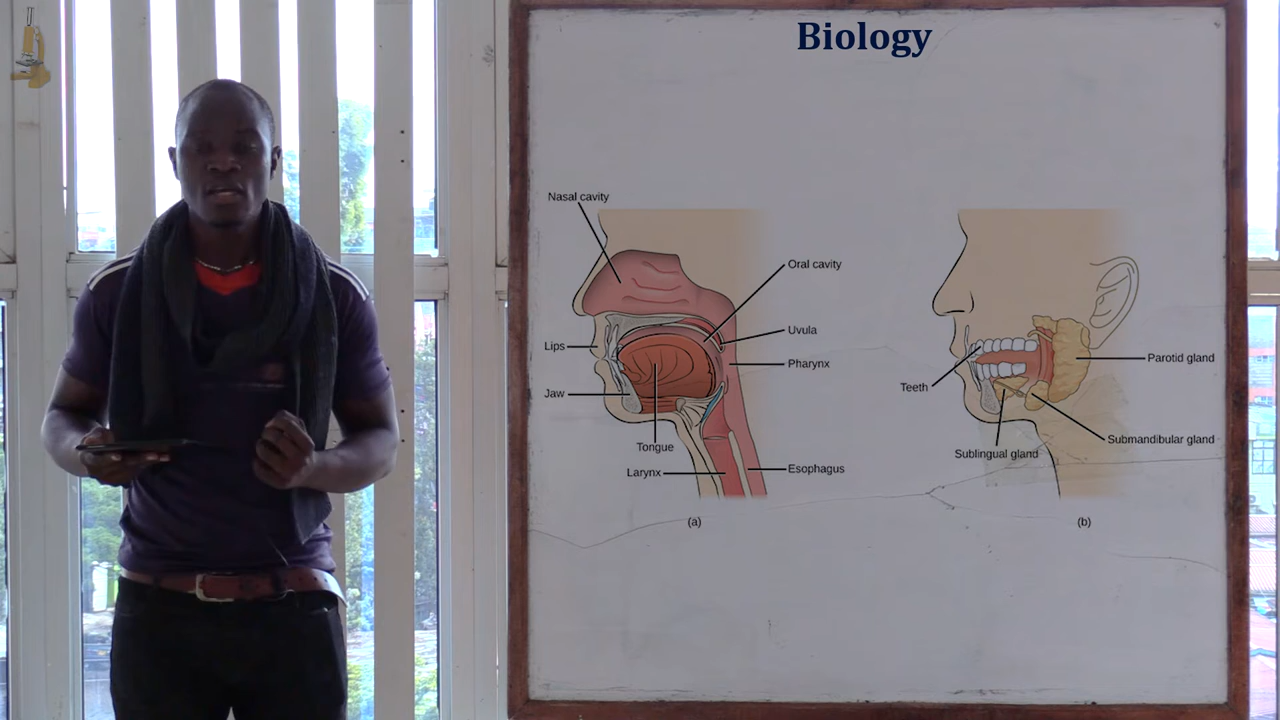 Biology
Nasal cavity
Oral cavity
Uvula
Lips
Pharynx
Jaw
Tongue
Larynx
Esophagus
(a)
Parotid gland
Teeth
Submandibular gland
Sublingual gland
(b)